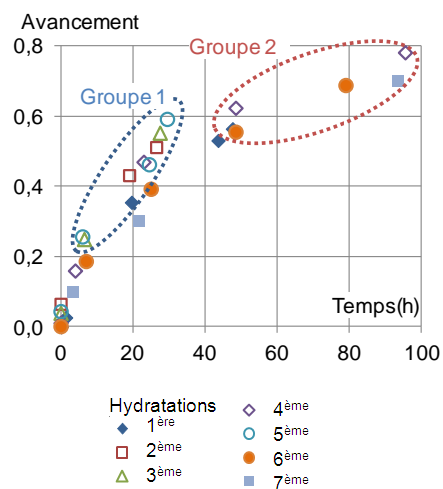 Avancement
0,8
Groupe 2
Groupe 1
0,6
0,4
0,2
Temps(h)
0,0
0 20 40 60 80 100
Hydratations
1ère
2ème
3ème
4ème
5ème
6ème
7ème